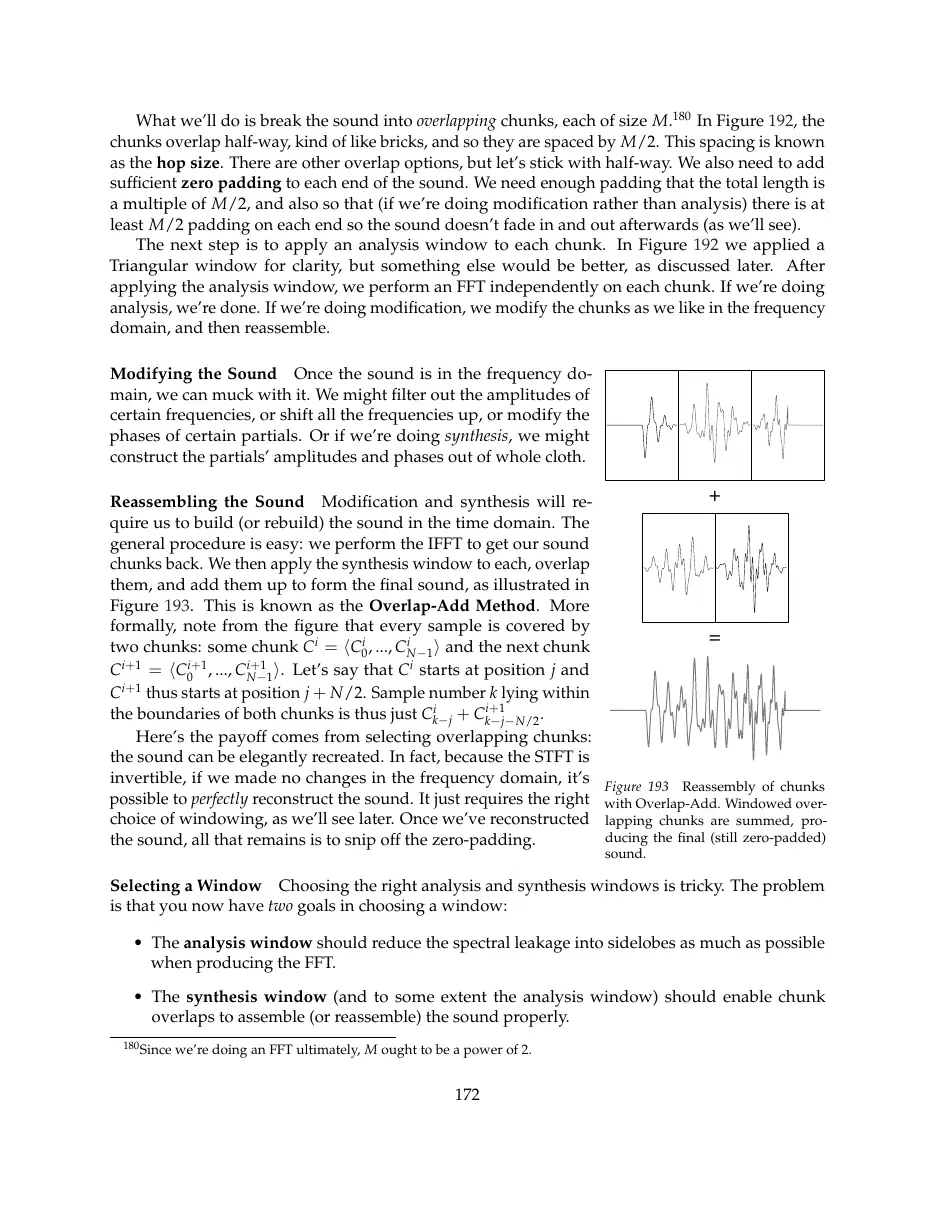 What we'll do is break the sound into overlapping chunks, each of size M.180 In Figure 192, the
chunks overlap half-way, kind of like bricks, and so they are spaced by M/2. This spacing is known
as the hop size. There are other overlap options, but let's stick with half-way. We also need to add
sufficient zero padding to each end of the sound. We need enough padding that the total length is
a multiple of M/2, and also so that (if we're doing modification rather than analysis) there is at
least M/2 padding on each end so the sound doesn't fade in and out afterwards (as we'll see).
The next step is to apply an analysis window to each chunk. In Figure 192 we applied a
Triangular window for clarity, but something else would be better, as discussed later. After
applying the analysis window, we perform an FFT independently on each chunk. If we're doing
analysis, we're done. If we're doing modification, we modify the chunks as we like in the frequency
domain, and then reassemble.
Modifying the Sound Once the sound is in the frequency do-
main, we can muck with it. We might filter out the amplitudes of
certain frequencies, or shift all the frequencies up, or modify the
phases of certain partials. Or if we're doing synthesis, we might
construct the partials' amplitudes and phases out of whole cloth.
Reassembling the Sound Modification and synthesis will re-
quire us to build (or rebuild) the sound in the time domain. The
general procedure is easy: we perform the IFFT to get our sound
chunks back. We then apply the synthesis window to each, overlap
them, and add them up to form the final sound, as illustrated in
Figure 193. This is known as the Overlap-Add Method. More
formally, note from the figure that every sample is covered by
two chunks: some chunk C^i = ⟨C^i_0, ..., C^i_{N−1}⟩ and the next chunk
C^{i+1} = ⟨C^{i+1}_0, ..., C^{i+1}_{N−1}⟩. Let's say that C^i starts at position j and
C^{i+1} thus starts at position j + N/2. Sample number k lying within
the boundaries of both chunks is thus just C^i_{k−j} + C^{i+1}_{k−j−N/2}.
Here's the payoff comes from selecting overlapping chunks:
the sound can be elegantly recreated. In fact, because the STFT is
invertible, if we made no changes in the frequency domain, it's
possible to perfectly reconstruct the sound. It just requires the right
choice of windowing, as we'll see later. Once we've reconstructed
the sound, all that remains is to snip off the zero-padding.
+
=
Figure 193 Reassembly of chunks
with Overlap-Add. Windowed over-
lapping chunks are summed, pro-
ducing the final (still zero-padded)
sound.
Selecting a Window Choosing the right analysis and synthesis windows is tricky. The problem
is that you now have two goals in choosing a window:
• The analysis window should reduce the spectral leakage into sidelobes as much as possible
when producing the FFT.
• The synthesis window (and to some extent the analysis window) should enable chunk
overlaps to assemble (or reassemble) the sound properly.
180Since we're doing an FFT ultimately, M ought to be a power of 2.
172